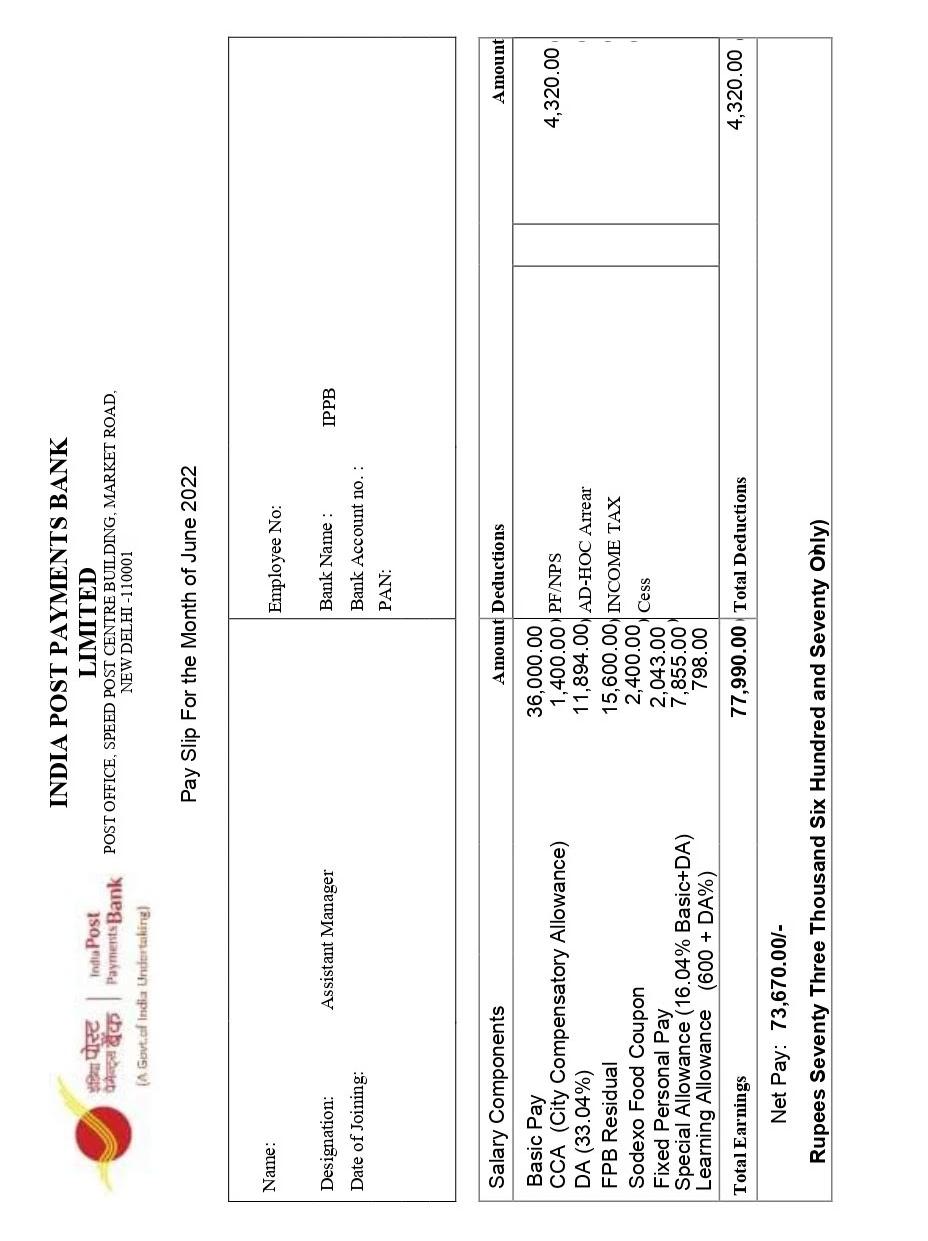 इंडिया पोस्ट | IndiaPost
पेमेन्ट्स बैंक | PaymentsBank
(A Govt.of India Undertaking)
INDIA POST PAYMENTS BANK
LIMITED
POST OFFICE, SPEED POST CENTRE BUILDING, MARKET ROAD,
NEW DELHI -110001
Pay Slip For the Month of June 2022
Name: Employee No:
Designation: Assistant Manager Bank Name : IPPB
Date of Joining: Bank Account no. :
PAN:
Salary Components Amount Deductions Amount
Basic Pay 36,000.00
CCA (City Compensatory Allowance) 1,400.00 PF/NPS 4,320.00
DA (33.04%) 11,894.00 AD-HOC Arrear
FPB Residual 15,600.00 INCOME TAX
Sodexo Food Coupon 2,400.00 Cess
Fixed Personal Pay 2,043.00
Special Allowance (16.04% Basic+DA) 7,855.00
Learning Allowance (600 + DA%) 798.00
Total Earnings 77,990.00 Total Deductions 4,320.00
Net Pay: 73,670.00/-
Rupees Seventy Three Thousand Six Hundred and Seventy Only)